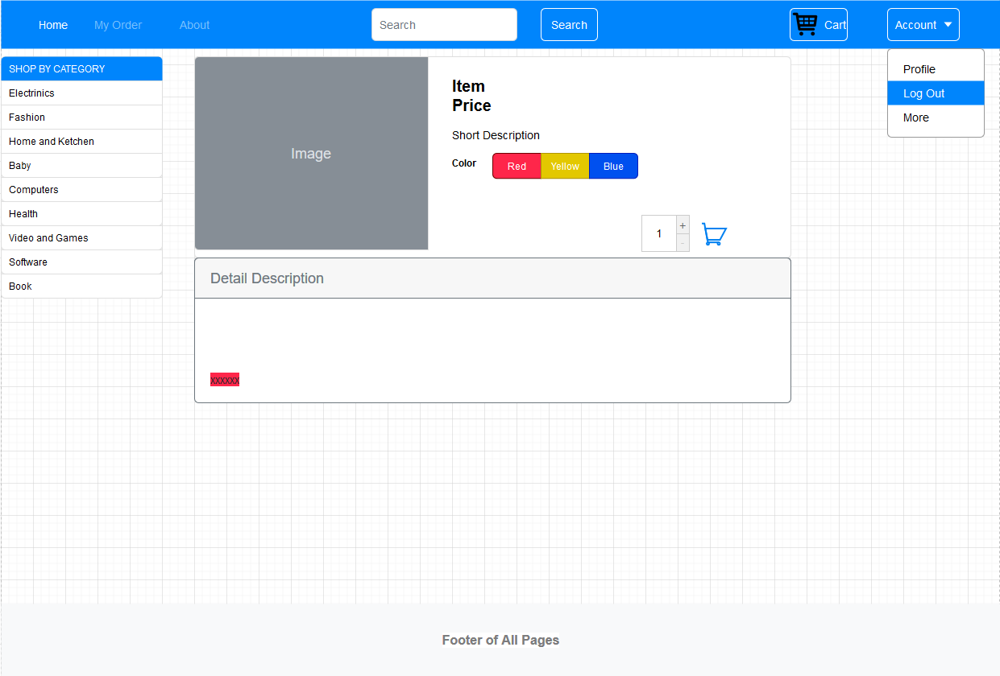 Home My Order About Search Search Cart Account
Profile
Log Out
More
SHOP BY CATEGORY
Electrinics
Fashion
Home and Ketchen
Baby
Computers
Health
Video and Games
Software
Book
Image
Item
Price
Short Description
Color Red Yellow Blue
1 + -
Detail Description
xxxxxx
Footer of All Pages